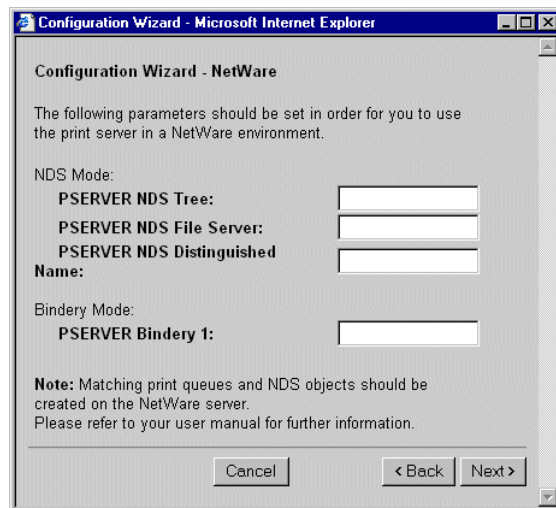 Configuration Wizard - Microsoft Internet Explorer
Configuration Wizard - NetWare
The following parameters should be set in order for you to use
the print server in a NetWare environment.
NDS Mode:
PSERVER NDS Tree:
PSERVER NDS File Server:
PSERVER NDS Distinguished
Name:
Bindery Mode:
PSERVER Bindery 1:
Note: Matching print queues and NDS objects should be
created on the NetWare server.
Please refer to your user manual for further information.
Cancel
< Back
Next >